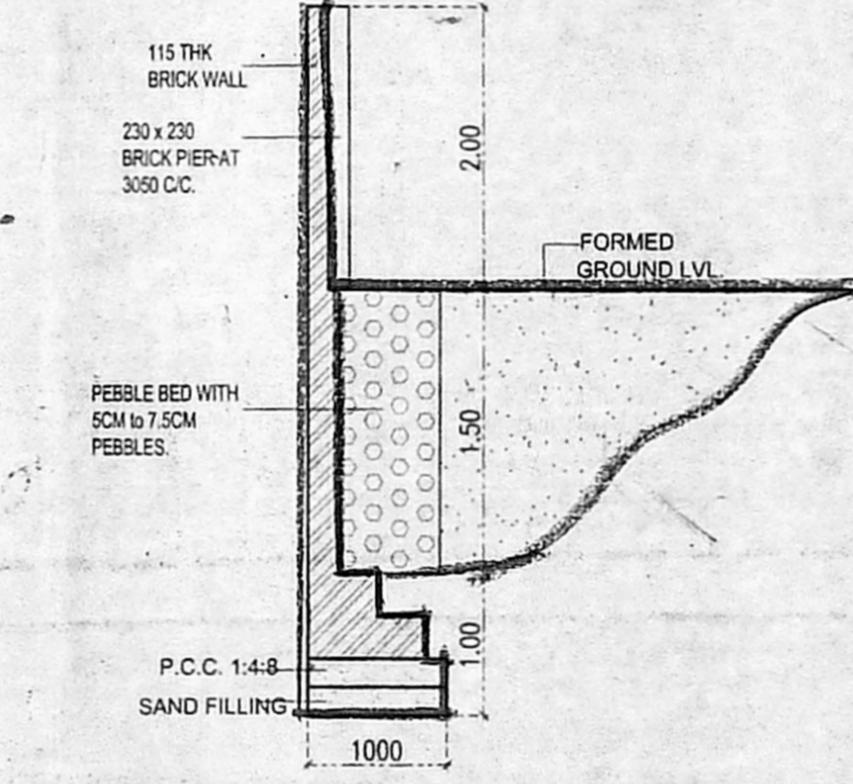 115 THK
BRICK WALL
230 x 230
BRICK PIER AT
3050 C/C.
2.00
FORMED
GROUND LVL.
PEBBLE BED WITH
5CM to 7.5CM
PEBBLES.
1.50
1.00
P.C.C. 1:4:8
SAND FILLING
1000